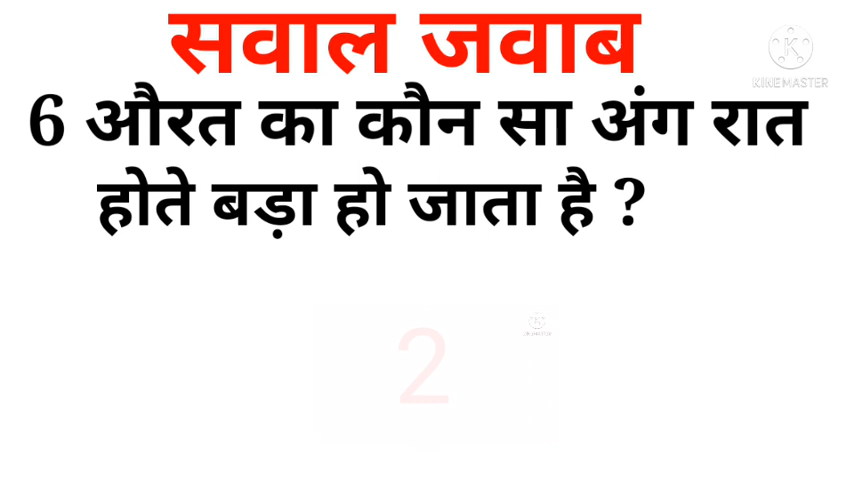 सवाल जवाब
KINEMASTER
6 औरत का कौन सा अंग रात
होते बड़ा हो जाता है ?
2